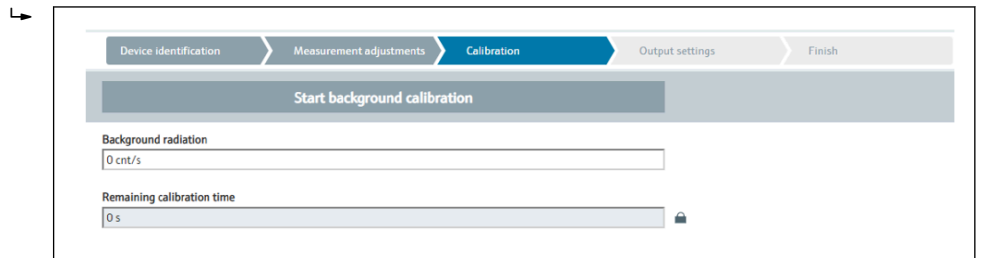 Device identification Measurement adjustments Calibration Output settings Finish
Start background calibration
Background radiation
0 cnt/s
Remaining calibration time
0 s